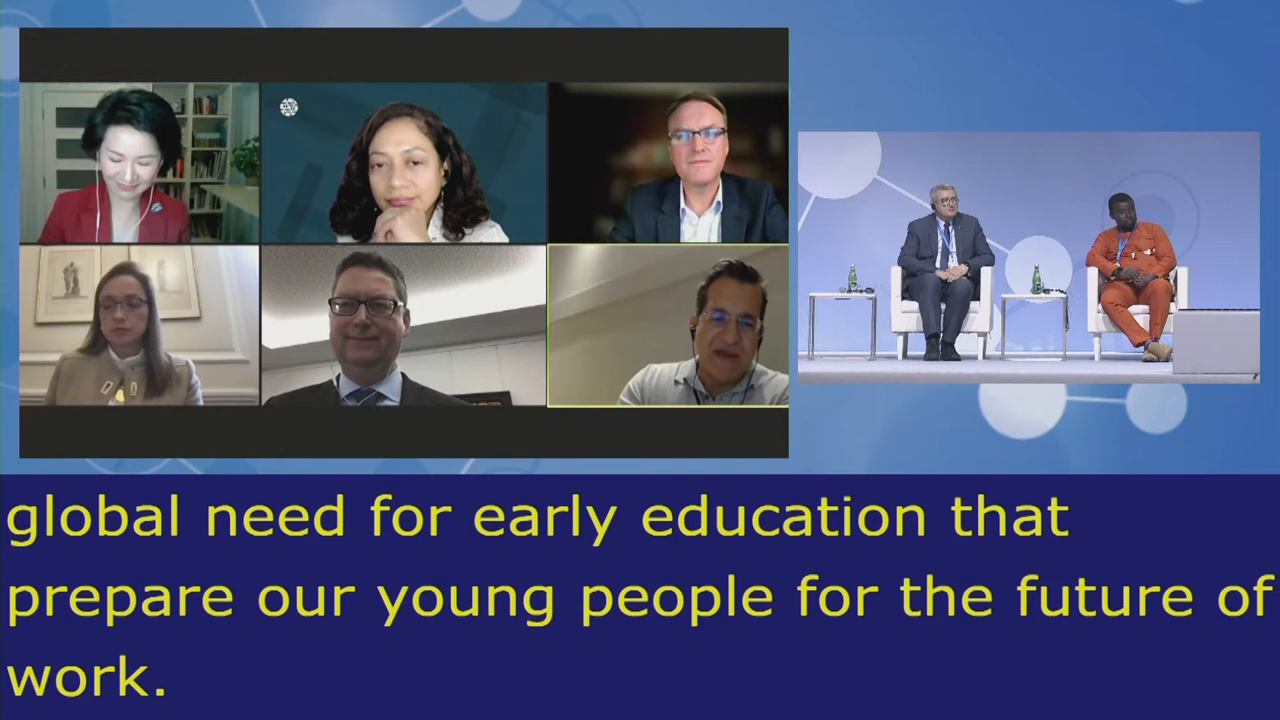 global need for early education that
prepare our young people for the future of
work.